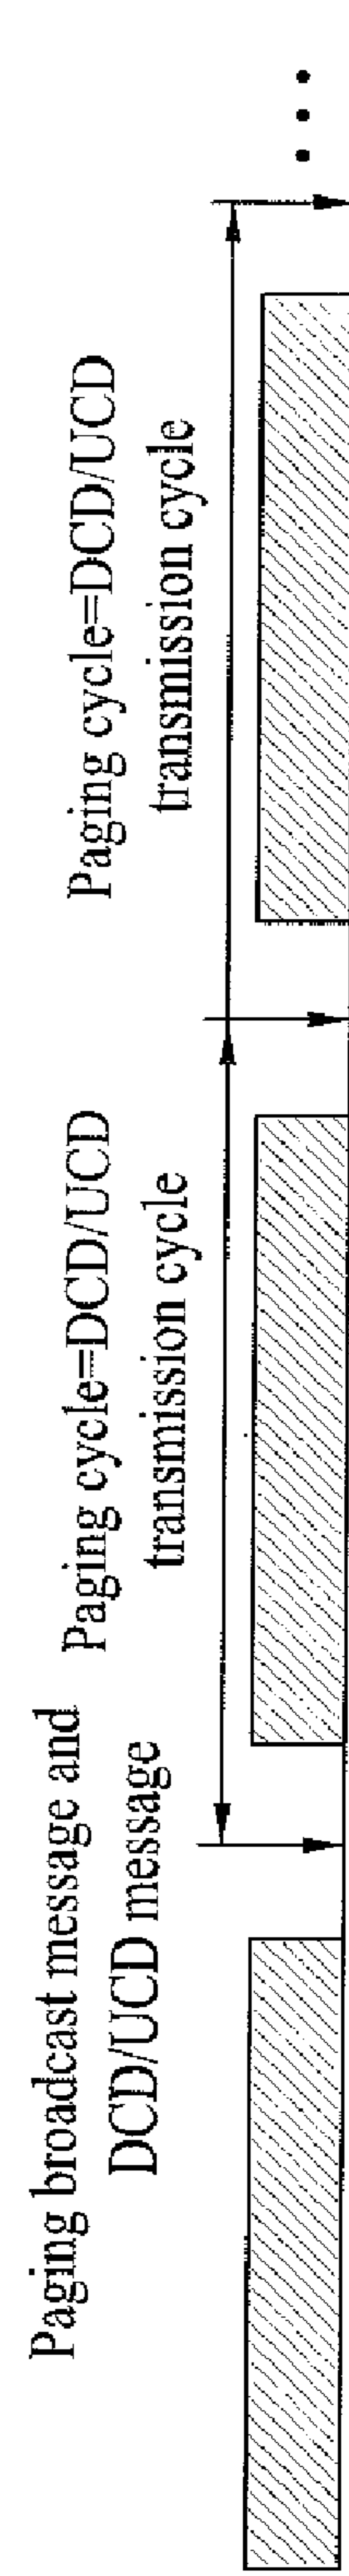 Paging broadcast message and
DCD/UCD message
Paging cycle=DCD/UCD
transmission cycle
Paging cycle=DCD/UCD
transmission cycle